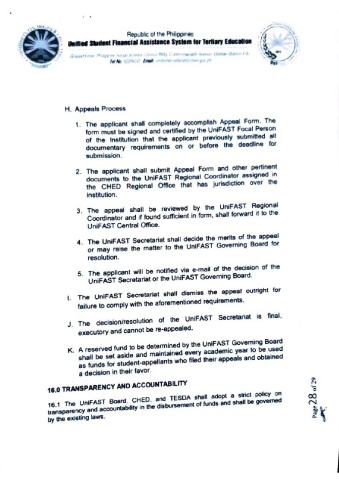 Republic of the Philippines
Unified Student Financial Assistance System for Tertiary Education
H. Appeals Process
1. The applicant shall completely accomplish Appeal Form. The
form must be signed and certified by the UniFAST Focal Person
of the Institution that the applicant previously submitted all
documentary requirements on or before the deadline for
submission.
2. The applicant shall submit Appeal Form and other pertinent
documents to the UniFAST Regional Coordinator assigned in
the CHED Regional Office that has jurisdiction over the
institution.
3. The appeal shall be reviewed by the UniFAST Regional
Coordinator and if found sufficient in form, shall forward it to the
UniFAST Central Office.
4. The UniFAST Secretariat shall decide the merits of the appeal
or may raise the matter to the UniFAST Governing Board for
resolution.
5. The applicant will be notified via e-mail of the decision of the
UniFAST Secretariat or the UniFAST Governing Board.
I. The UniFAST Secretariat shall dismiss the appeal outright for
failure to comply with the aforementioned requirements.
J. The decision/resolution of the UniFAST Secretariat is final,
executory and cannot be re-appealed.
K. A reserved fund to be determined by the UniFAST Governing Board
shall be set aside and maintained every academic year to be used
as funds for student-appellants who filed their appeals and obtained
a decision in their favor.
16.0 TRANSPARENCY AND ACCOUNTABILITY
16.1 The UniFAST Board, CHED, and TESDA shall adopt a strict policy on
transparency and accountability in the disbursement of funds and shall be governed
by the existing laws.
Page 28 of 29